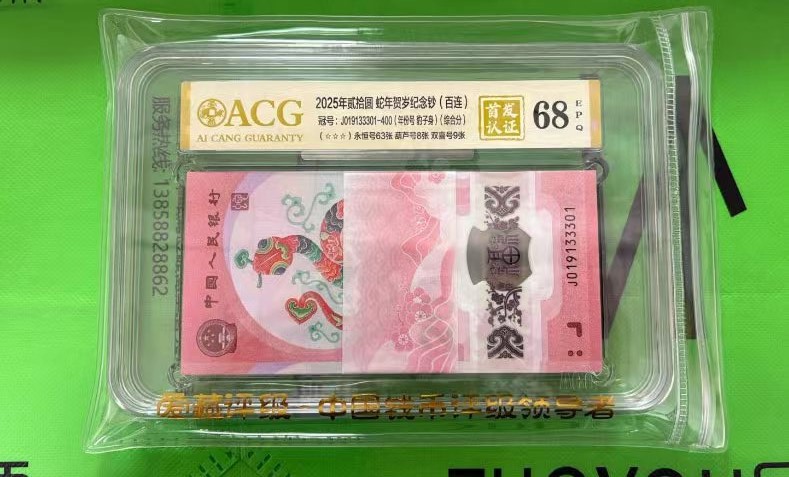 ACG
AI CANG GUARANTY
2025年贰拾圆 蛇年贺岁纪念钞（百连）
冠号：J019133301-400（年份号 豹子身）（综合分）
（☆☆☆）永恒号63张 葫芦号8张 双喜号9张
首发
认证
68
EPQ
服务热线：13858828862
中国人民银行
J019133301
爱藏评级·中国钱币评级领导者